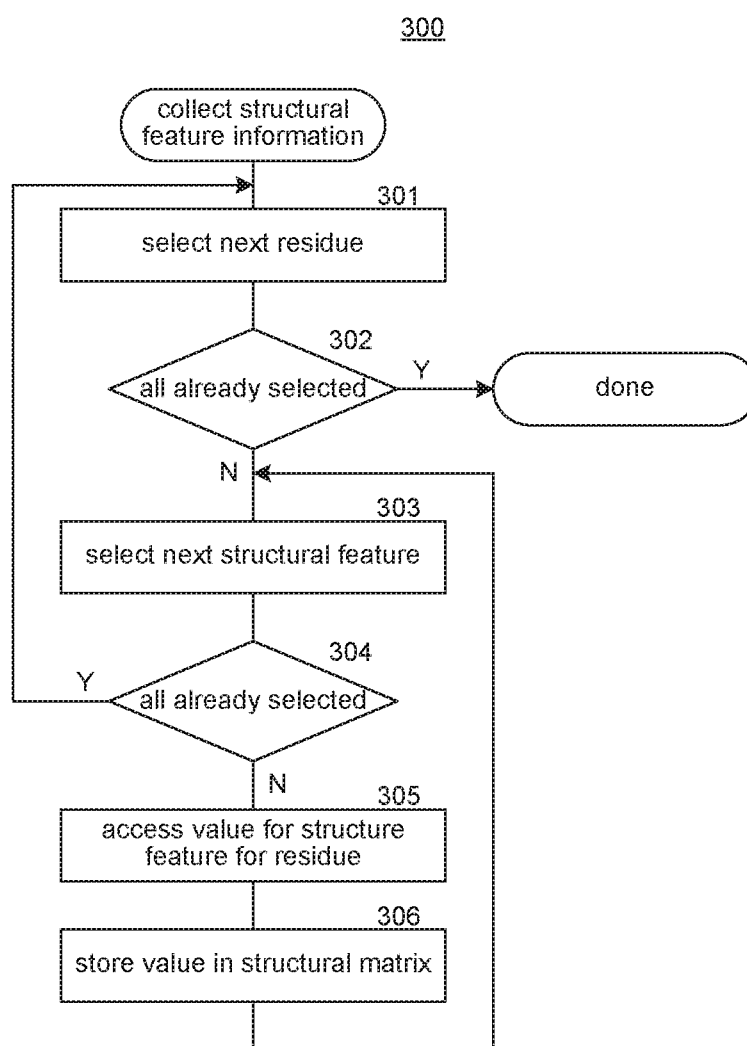 300
collect structural
feature information
301
select next residue
302
all already selected
Y
done
N
303
select next structural feature
304
Y
all already selected
N
305
access value for structure
feature for residue
306
store value in structural matrix